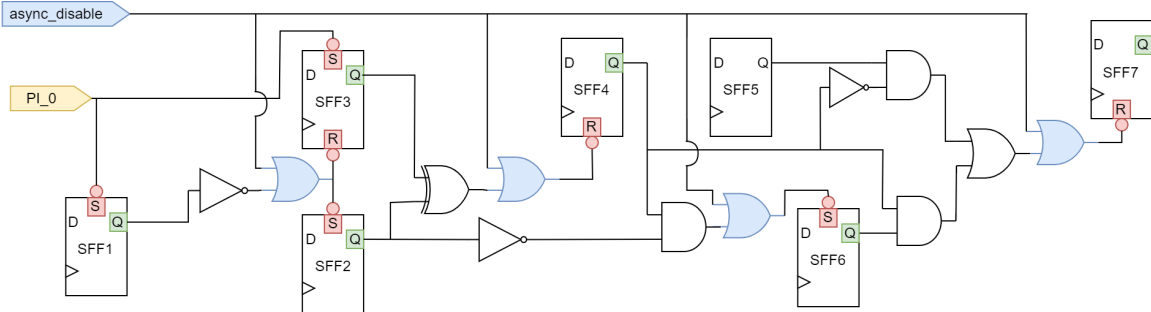 async_disable
PI_0
S
D
Q
SFF1
S
D
Q
SFF3
R
S
D
Q
SFF2
D
Q
SFF4
R
D
Q
SFF5
S
D
Q
SFF6
D
Q
SFF7
R